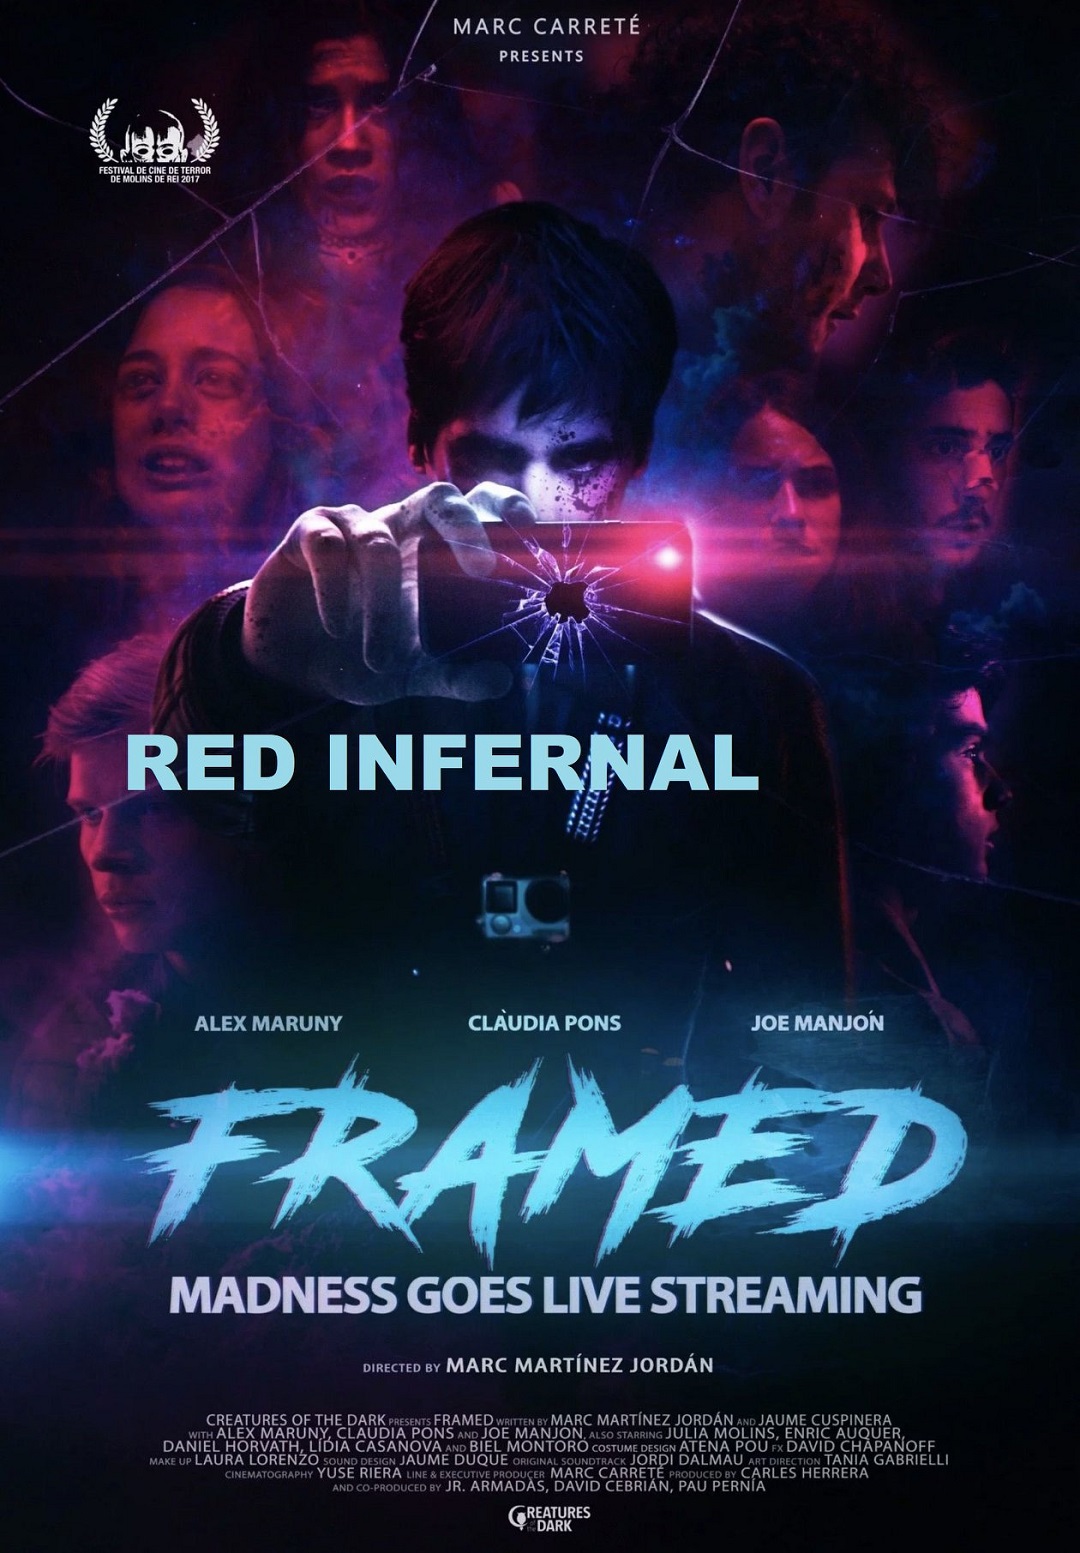 MARC CARRETÉ
PRESENTS
FESTIVAL DE CINE DE TERROR
DE MOLINS DE REI 2017
RED INFERNAL
ALEX MARUNY CLÀUDIA PONS JOE MANJÓN
FRAMED
MADNESS GOES LIVE STREAMING
DIRECTED BY MARC MARTÍNEZ JORDÁN
CREATURES OF THE DARK PRESENTS FRAMED WRITTEN BY MARC MARTÍNEZ JORDÁN AND JAUME CUSPINERA
WITH ALEX MARUNY, CLAUDIA PONS AND JOE MANJON, ALSO STARRING JULIA MOLINS, ENRIC AUQUER,
DANIEL HORVATH, LÍDIA CASANOVA AND BIEL MONTORO COSTUME DESIGN ATENA POU FX DAVID CHAPANOFF
MAKE UP LAURA LORENZO SOUND DESIGN JAUME DUQUE ORIGINAL SOUNDTRACK JORDI DALMAU ART DIRECTION TANIA GABRIELLI
CINEMATOGRAPHY YUSE RIERA LINE & EXECUTIVE PRODUCER MARC CARRETÉ PRODUCED BY CARLES HERRERA
AND CO-PRODUCED BY JR. ARMADÀS, DAVID CEBRIÁN, PAU PERNÍA
CREATURES
OF THE DARK